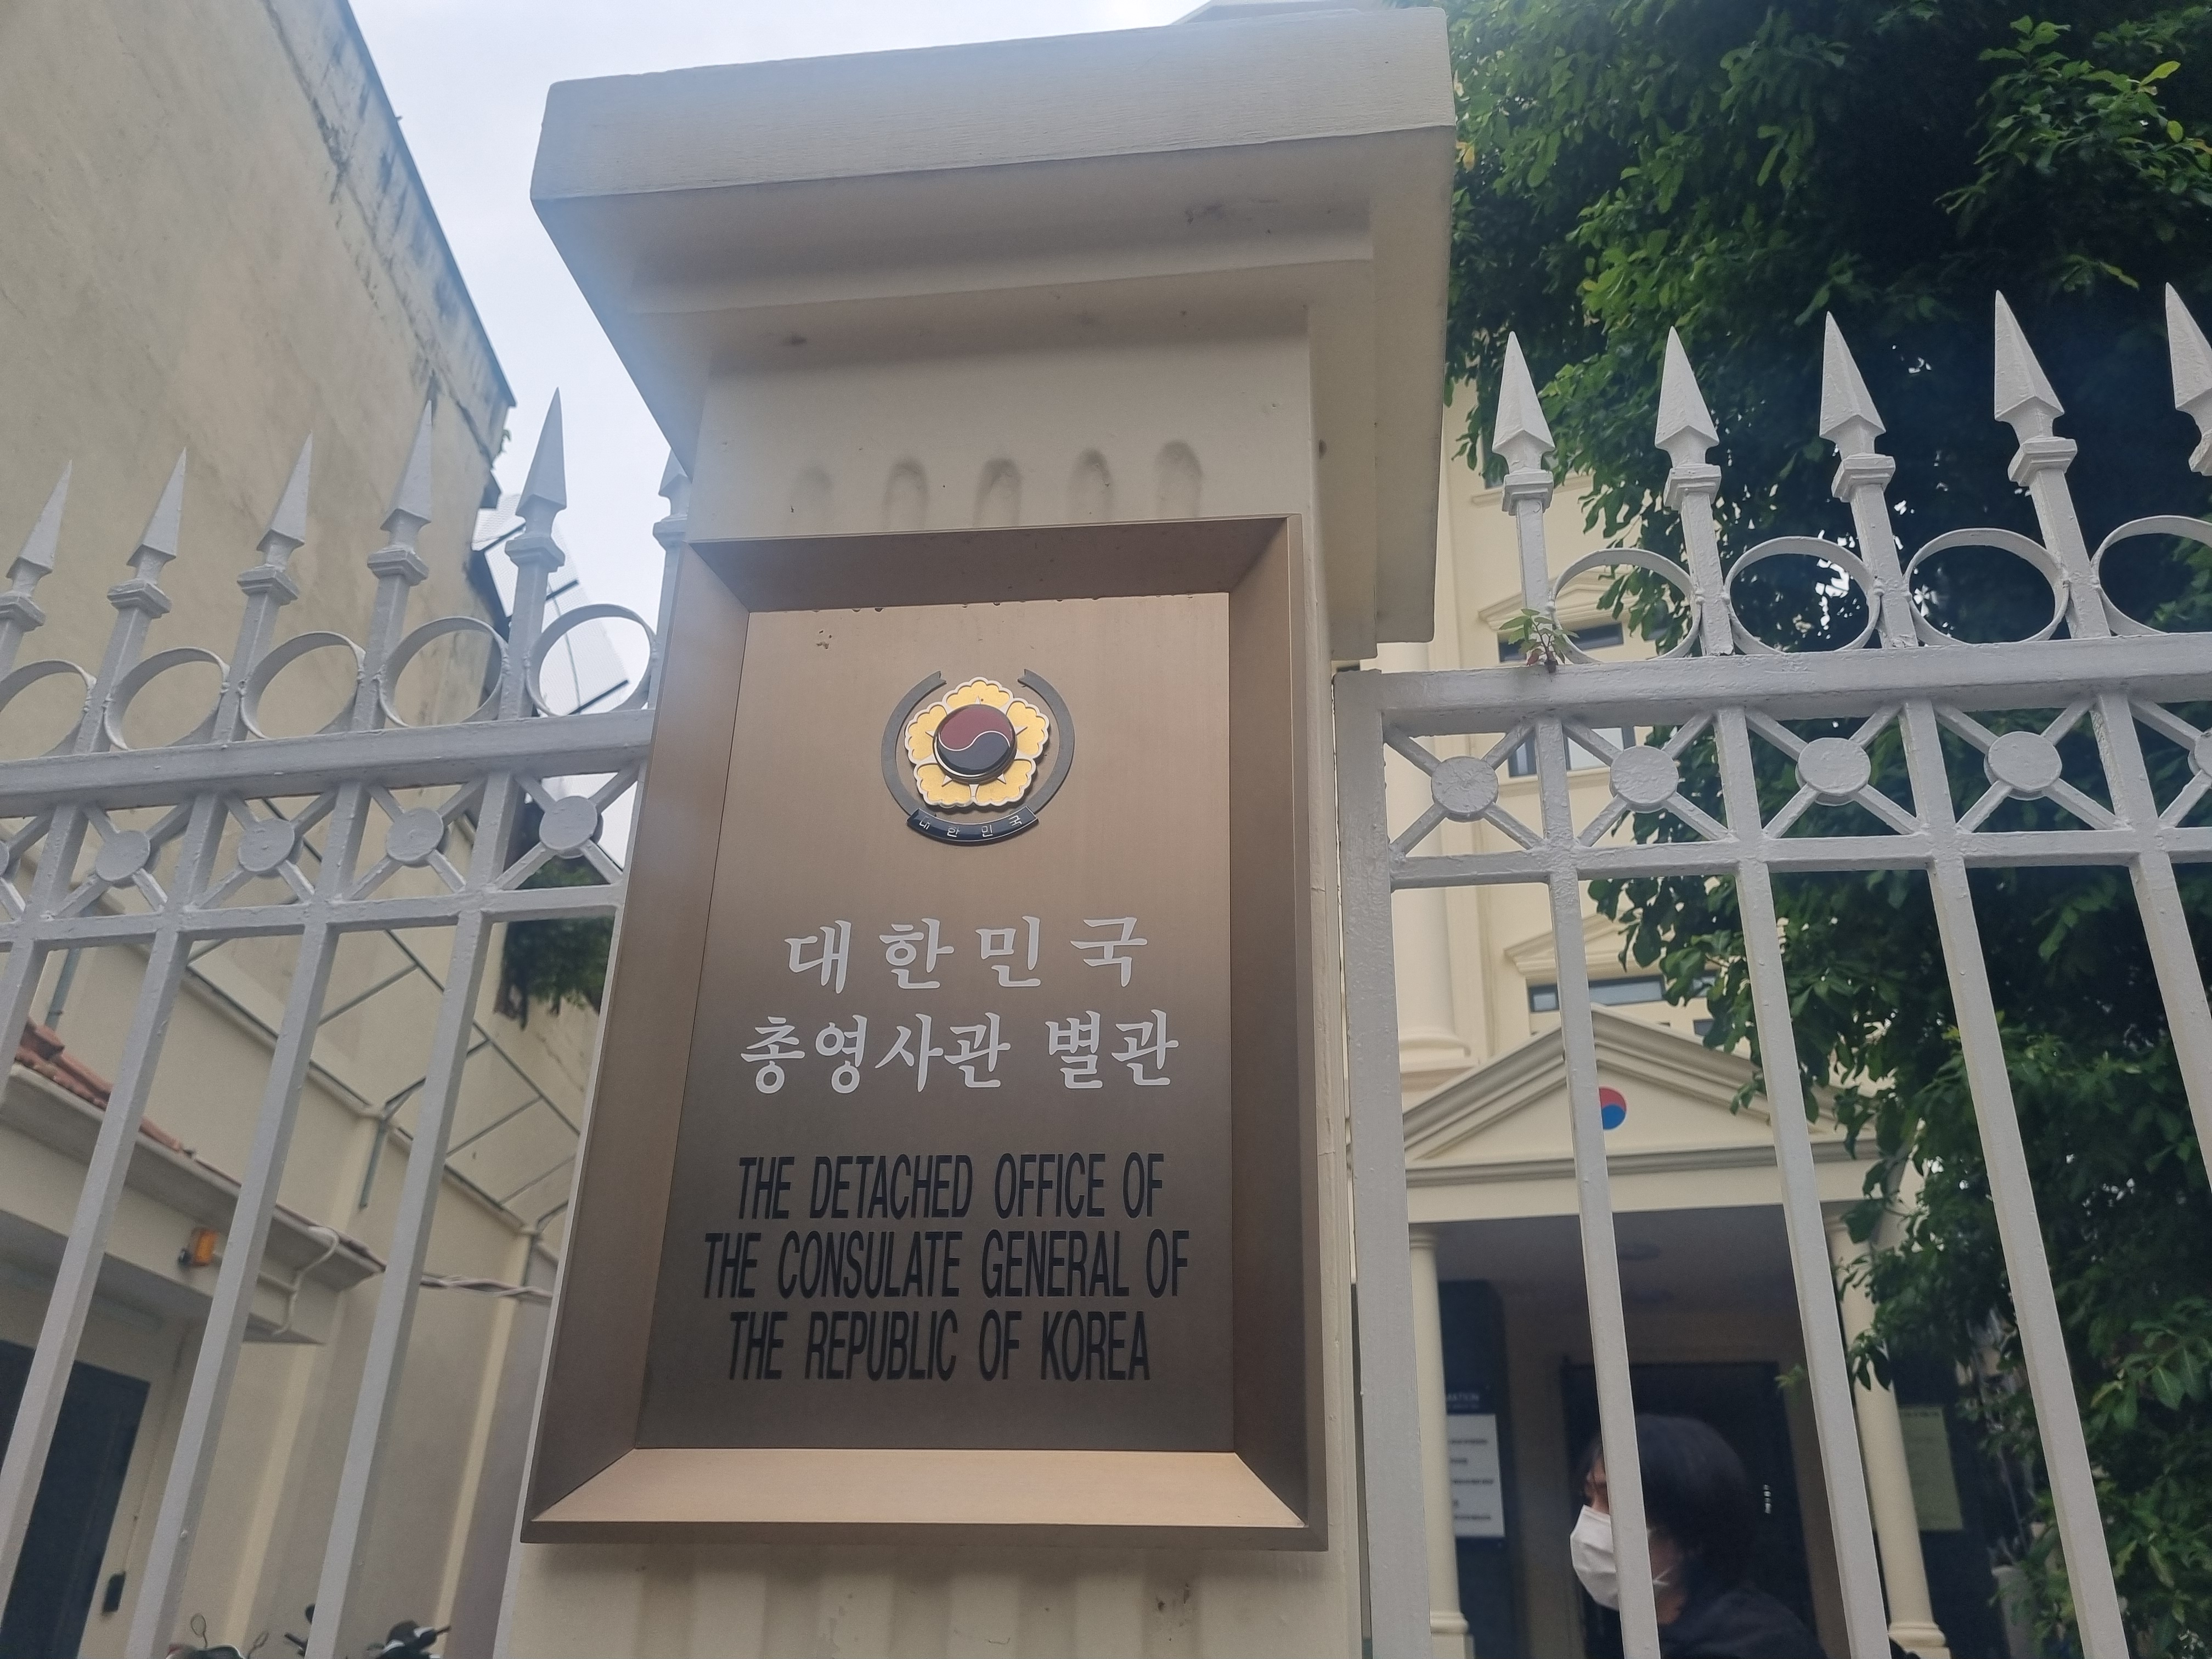 대한민국
대한민국
총영사관 별관
THE DETACHED OFFICE OF
THE CONSULATE GENERAL OF
THE REPUBLIC OF KOREA